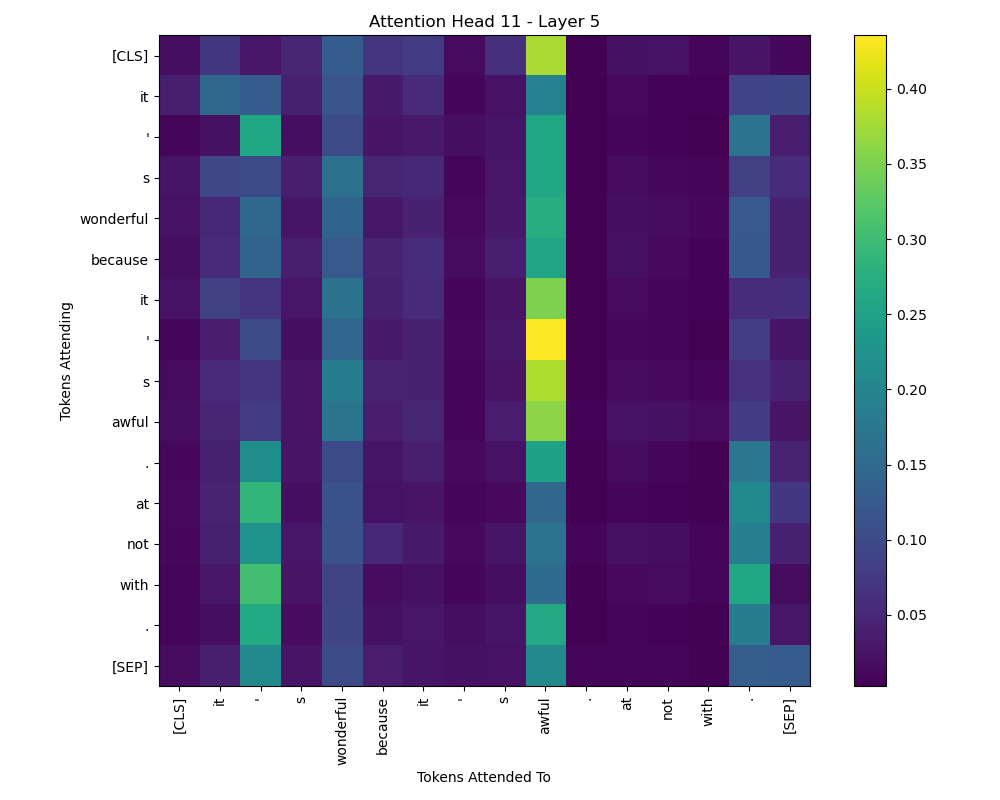 Attention Head 11 - Layer 5
[CLS]
it
'
s
wonderful
because
it
'
s
awful
.
at
not
with
.
[SEP]
Tokens Attending
[CLS]
it
'
s
wonderful
because
it
'
s
awful
.
at
not
with
.
[SEP]
Tokens Attended To
0.40
0.35
0.30
0.25
0.20
0.15
0.10
0.05